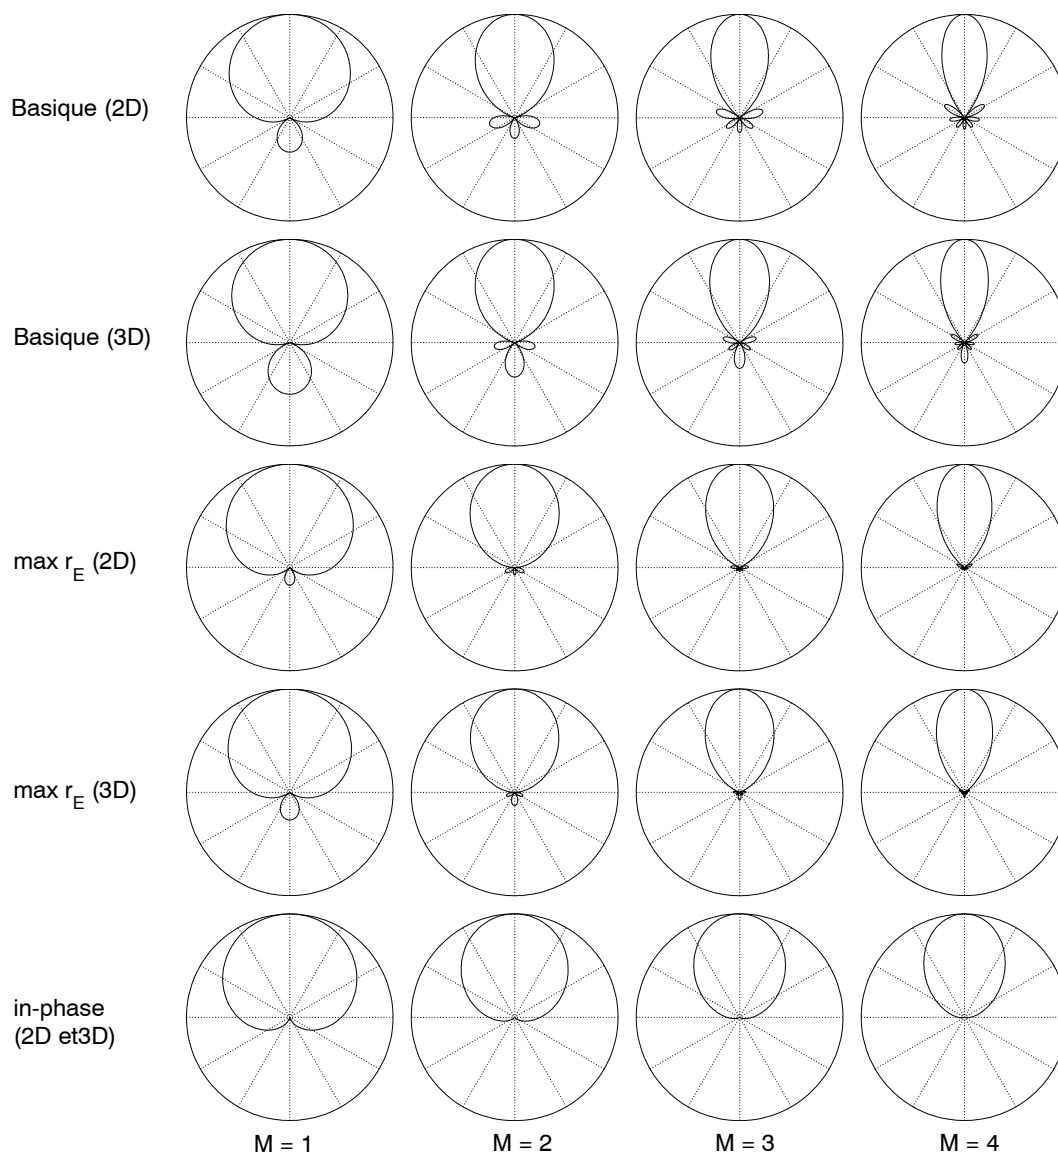 Basique (2D)
Basique (3D)
max r_E (2D)
max r_E (3D)
in-phase
(2D et3D)
M = 1
M = 2
M = 3
M = 4